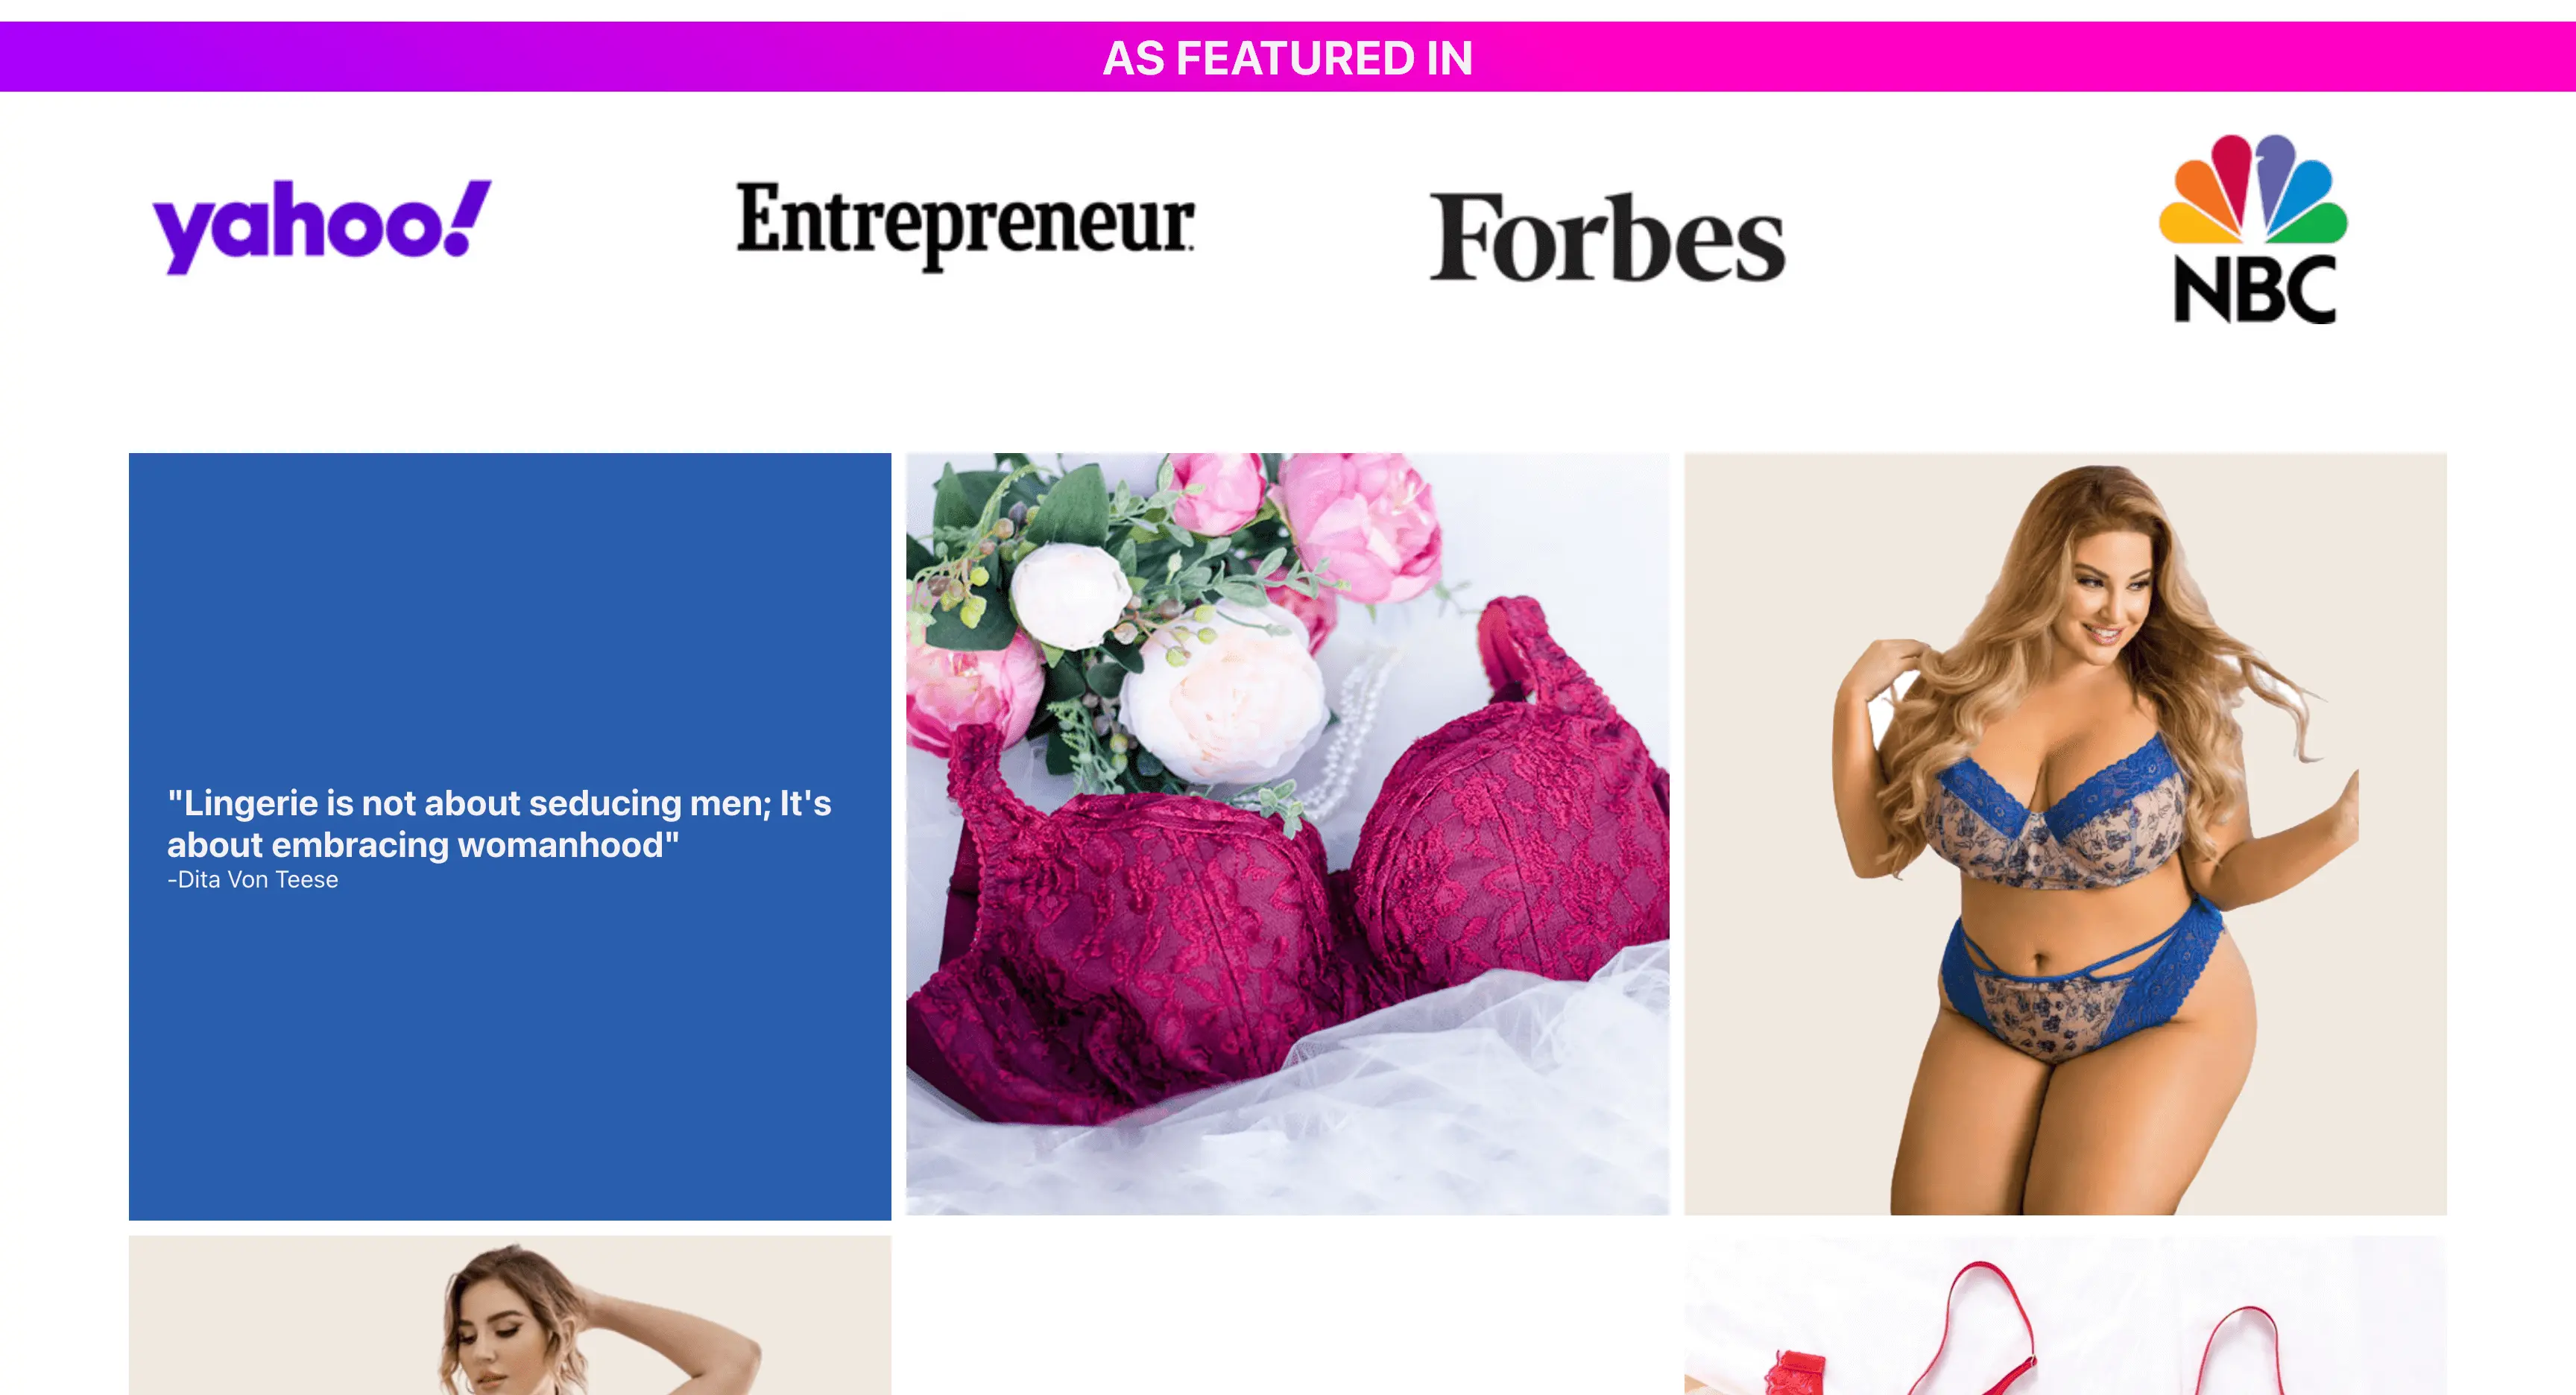 AS FEATURED IN
yahoo!
Entrepreneur
Forbes
NBC
"Lingerie is not about seducing men; It's
about embracing womanhood"
-Dita Von Teese